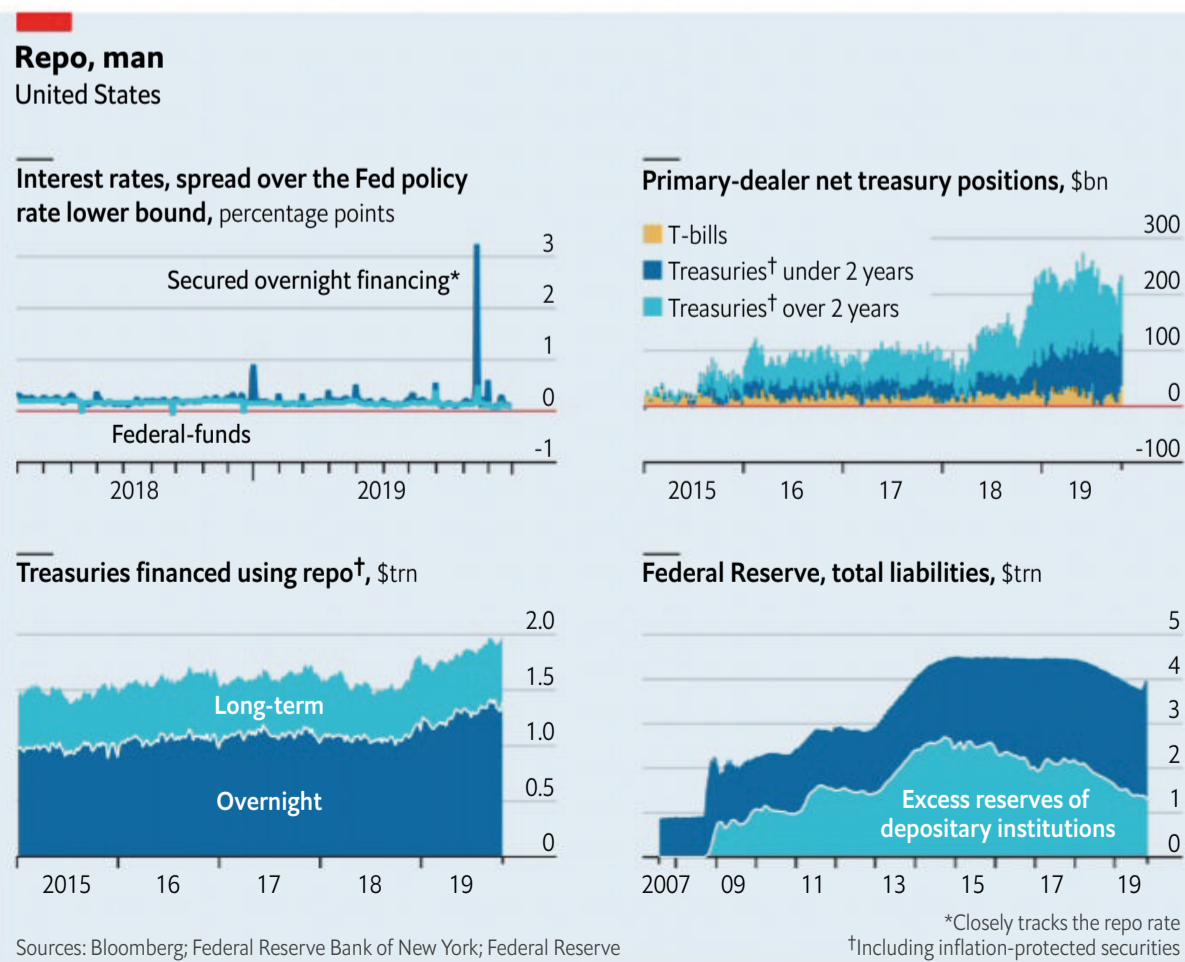 Repo, man
United States
Interest rates, spread over the Fed policy
rate lower bound, percentage points
3
Secured overnight financing*
2
1
0
Federal-funds
-1
2018
2019
Primary-dealer net treasury positions, $bn
300
T-bills
Treasuries† under 2 years
200
Treasuries† over 2 years
100
0
-100
2015 16 17 18 19
Treasuries financed using repo†, $trn
2.0
1.5
Long-term
1.0
Overnight
0.5
0
2015 16 17 18 19
Federal Reserve, total liabilities, $trn
5
4
3
2
Excess reserves of
depositary institutions
1
0
2007 09 11 13 15 17 19
Sources: Bloomberg; Federal Reserve Bank of New York; Federal Reserve
*Closely tracks the repo rate
†Including inflation-protected securities